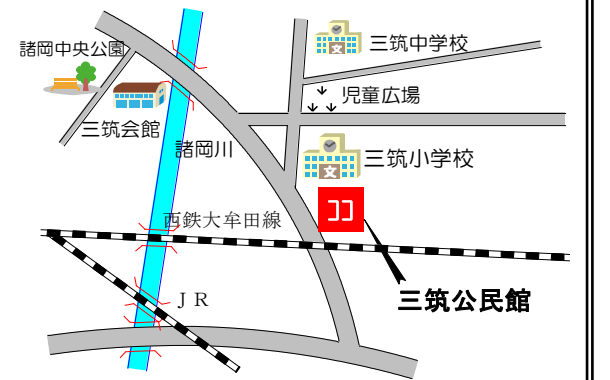 三筑中学校
諸岡中央公園
文
児童広場
三筑会館
諸岡川
三筑小学校
文
ココ
西鉄大牟田線
ＪＲ
三筑公民館